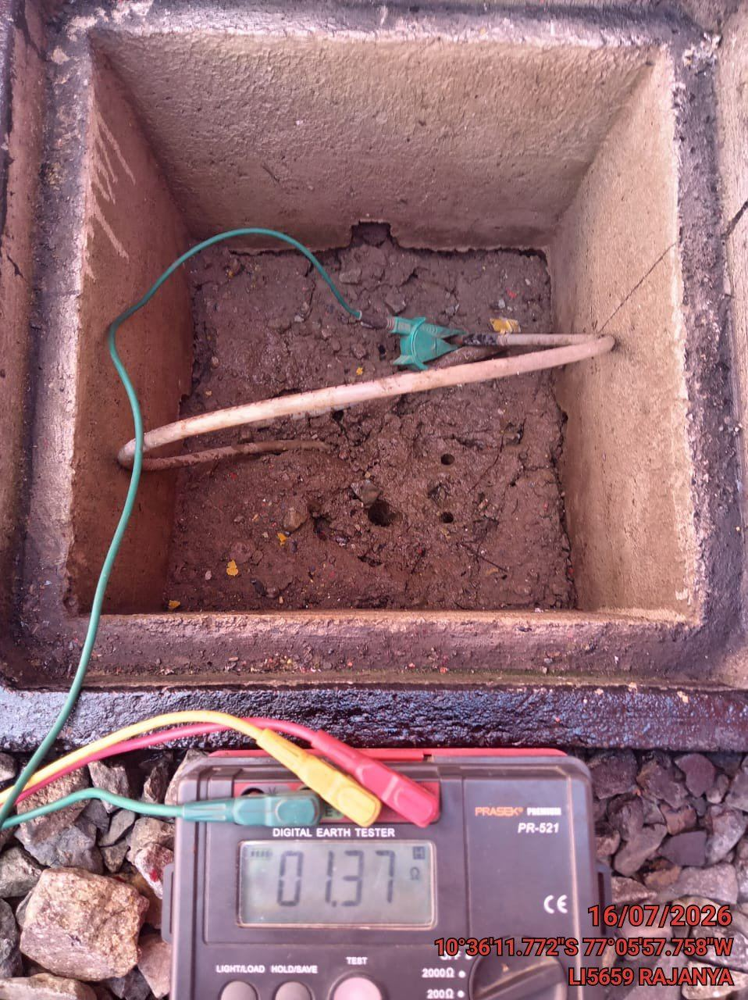 PRASEK® PREMIUM
PR-521
DIGITAL EARTH TESTER
01.37
Ω
CE
LIGHT/LOAD HOLD/SAVE TEST
2000Ω
200Ω
16/07/2026
10°36'11.772"S 77°05'57.758"W
LI5659 RAJANYA